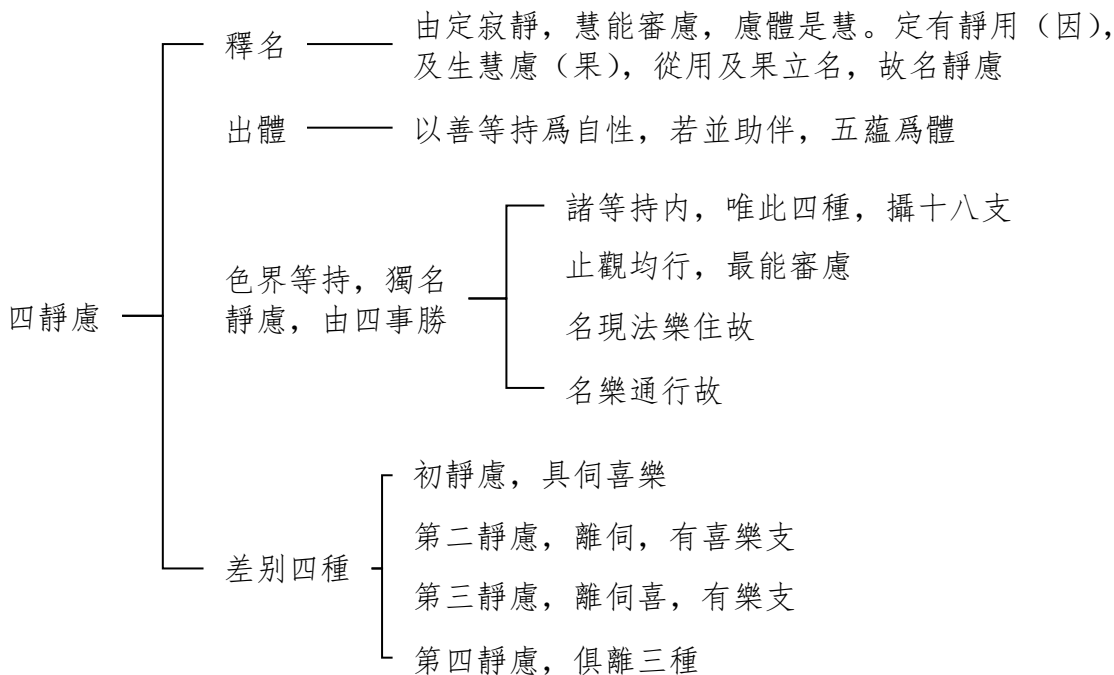 四靜慮
釋名
由定寂靜，慧能審慮，慮體是慧。定有靜用（因），
及生慧慮（果），從用及果立名，故名靜慮
出體
以善等持爲自性，若並助伴，五蘊爲體
色界等持，獨名
靜慮，由四事勝
諸等持内，唯此四種，攝十八支
止觀均行，最能審慮
名現法樂住故
名樂通行故
差别四種
初靜慮，具伺喜樂
第二靜慮，離伺，有喜樂支
第三靜慮，離伺喜，有樂支
第四靜慮，俱離三種